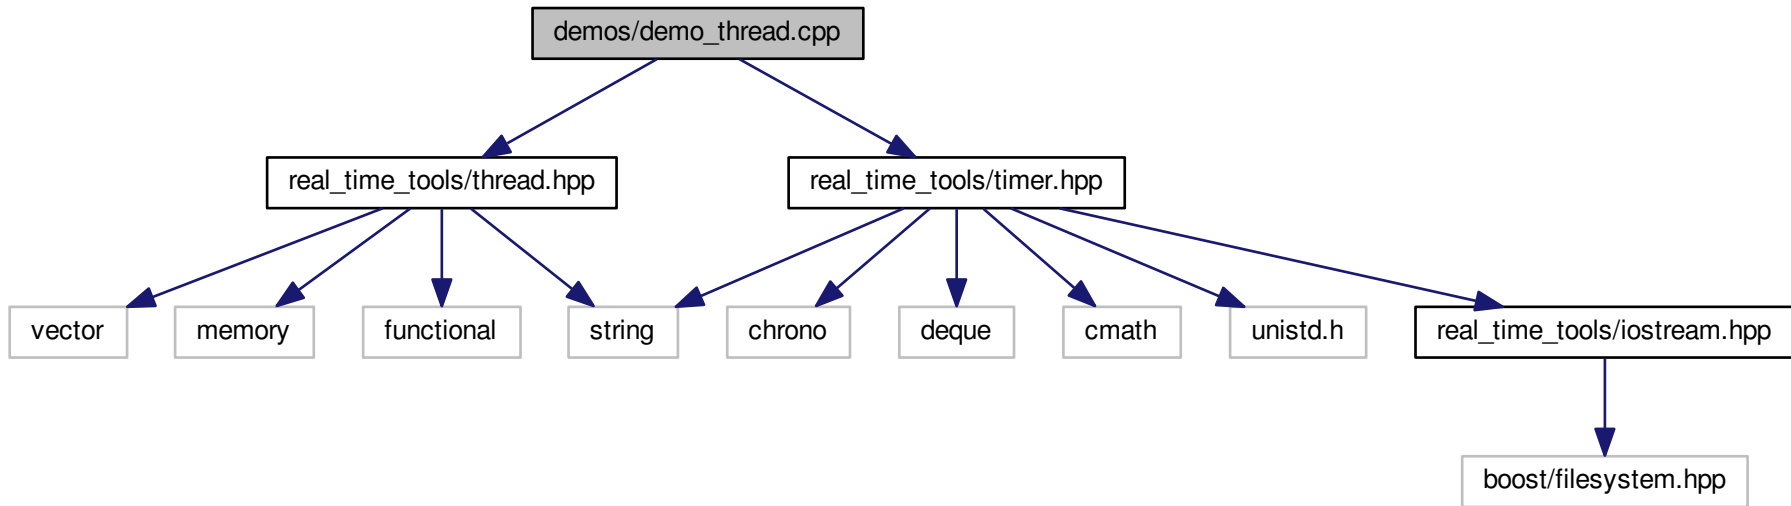 demos/demo_thread.cpp
real_time_tools/thread.hpp
real_time_tools/timer.hpp
vector
memory
functional
string
chrono
deque
cmath
unistd.h
real_time_tools/iostream.hpp
boost/filesystem.hpp